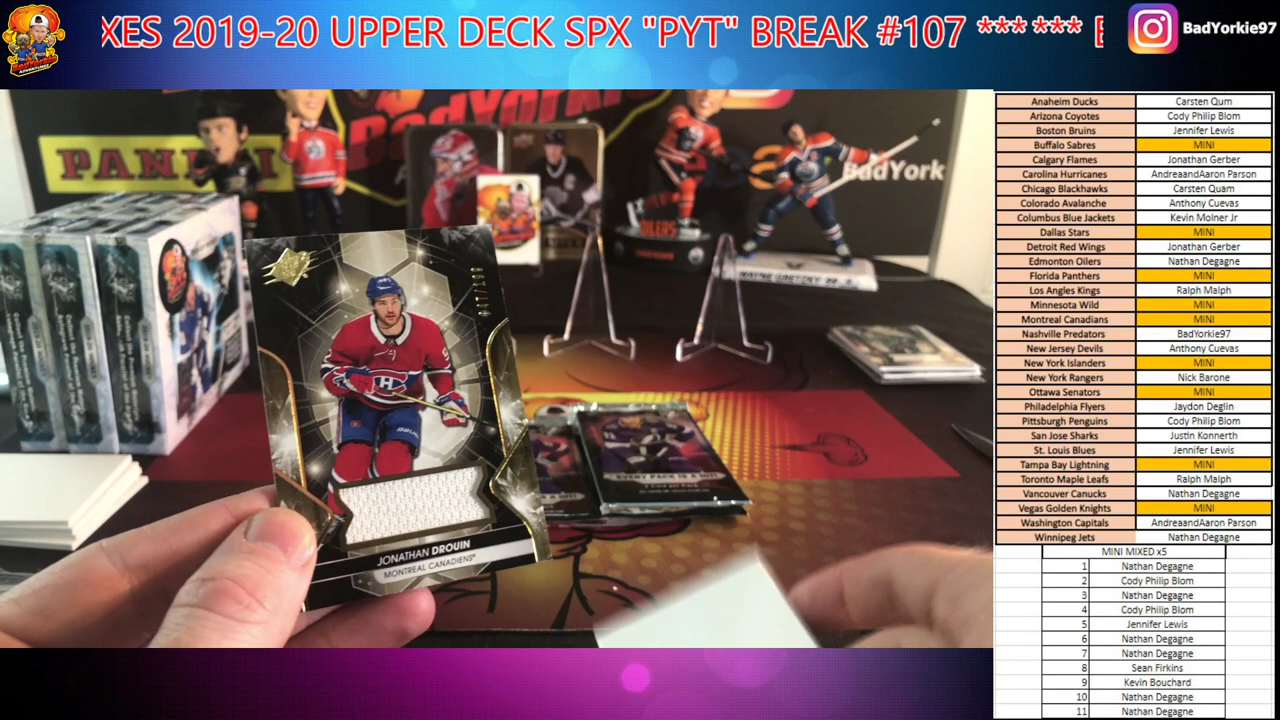 XES 2019-20 UPPER DECK SPX "PYT" BREAK #107 *** ***
BadYorkie97
PANINI
BadYork
OILERS
EVERY PACK IS A HIT!
JONATHAN DROUIN
MONTREAL CANADIENS
Anaheim Ducks Carsten Qum
Arizona Coyotes Cody Philip Blom
Boston Bruins Jennifer Lewis
Buffalo Sabres MINI
Calgary Flames Jonathan Gerber
Carolina Hurricanes AndreaandAaron Parson
Chicago Blackhawks Carsten Quam
Colorado Avalanche Anthony Cuevas
Columbus Blue Jackets Kevin Molner Jr
Dallas Stars MINI
Detroit Red Wings Jonathan Gerber
Edmonton Oilers Nathan Degagne
Florida Panthers MINI
Los Angles Kings Ralph Malph
Minnesota Wild MINI
Montreal Canadians MINI
Nashville Predators BadYorkie97
New Jersey Devils Anthony Cuevas
New York Islanders MINI
New York Rangers Nick Barone
Ottawa Senators MINI
Philadelphia Flyers Jaydon Deglin
Pittsburgh Penguins Cody Philip Blom
San Jose Sharks Justin Konnerth
St. Louis Blues Jennifer Lewis
Tampa Bay Lightning MINI
Toronto Maple Leafs Ralph Malph
Vancouver Canucks Nathan Degagne
Vegas Golden Knights MINI
Washington Capitals AndreaandAaron Parson
Winnipeg Jets Nathan Degagne
MINI MIXED x5
1 Nathan Degagne
2 Cody Philip Blom
3 Nathan Degagne
4 Cody Philip Blom
5 Jennifer Lewis
6 Nathan Degagne
7 Nathan Degagne
8 Sean Firkins
9 Kevin Bouchard
10 Nathan Degagne
11 Nathan Degagne